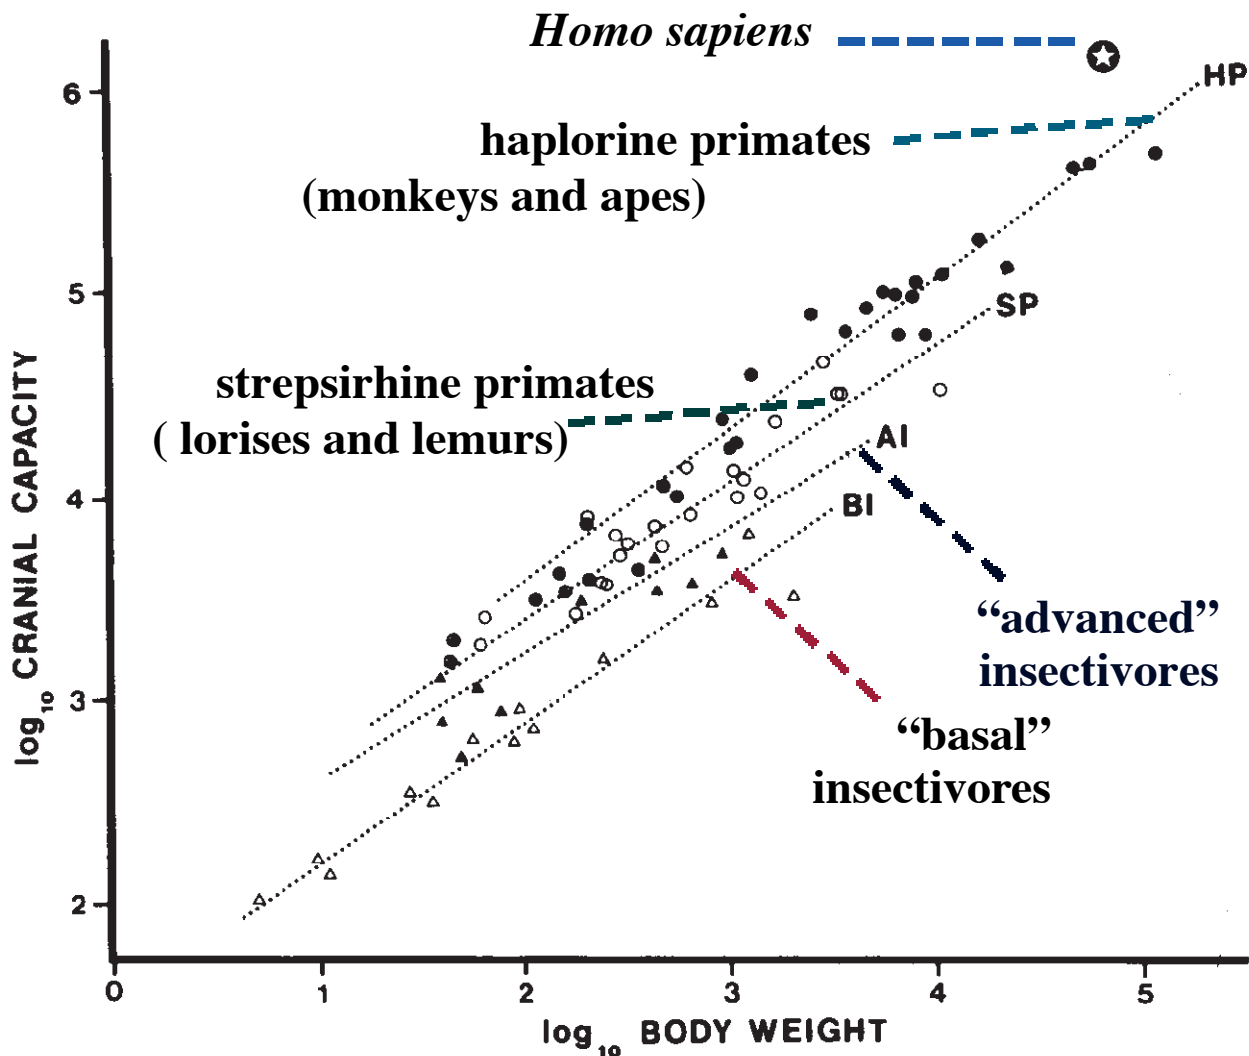 Homo sapiens
HP
6
haplorine primates
(monkeys and apes)
5
SP
strepsirhine primates
( lorises and lemurs)
AI
4
BI
“advanced”
insectivores
3
“basal”
insectivores
2
log₁₀ CRANIAL CAPACITY
0 1 2 3 4 5
log₁₀ BODY WEIGHT